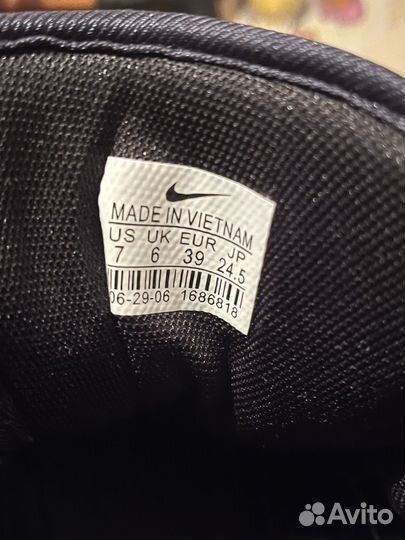 MADE IN VIETNAM
US UK EUR JP
7 6 39 24.5
06-29-06 1686818
Avito